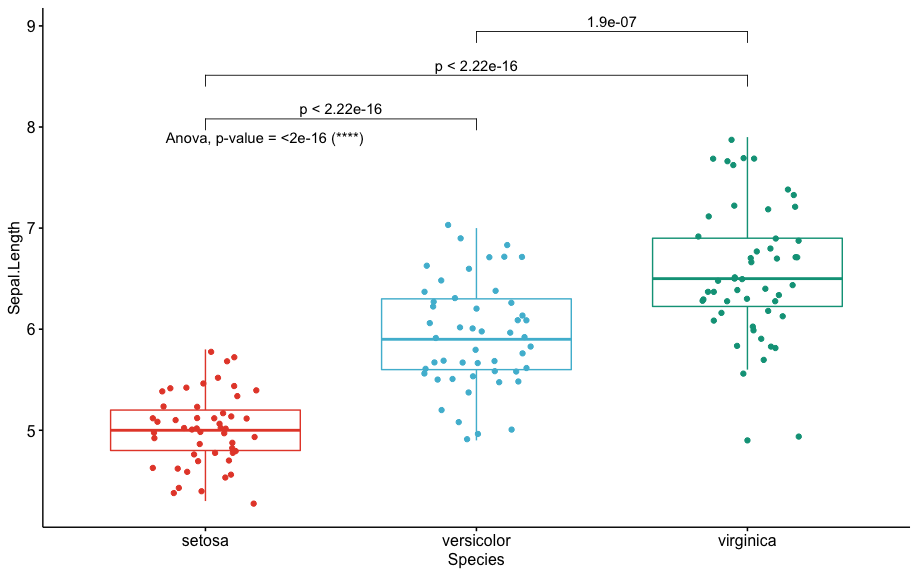 9
1.9e-07
p < 2.22e-16
p < 2.22e-16
8
Anova, p-value = <2e-16 (****)
7
Sepal.Length
6
5
setosa versicolor virginica
Species